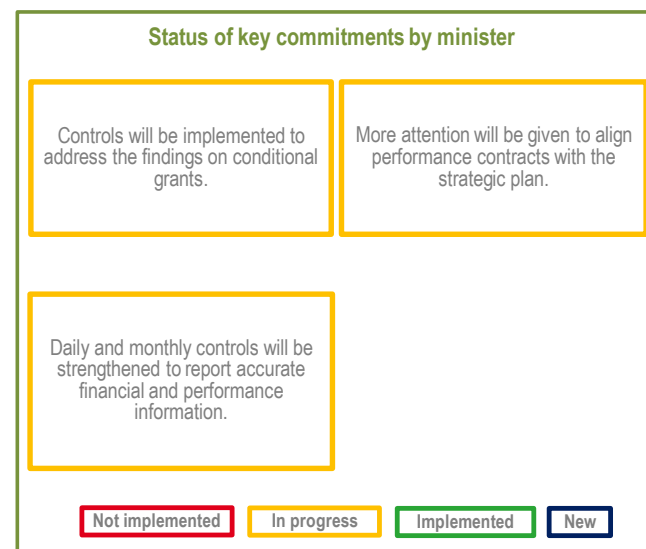 Status of key commitments by minister
Controls will be implemented to
address the findings on conditional
grants.
More attention will be given to align
performance contracts with the
strategic plan.
Daily and monthly controls will be
strengthened to report accurate
financial and performance
information.
Not implemented
In progress
Implemented
New